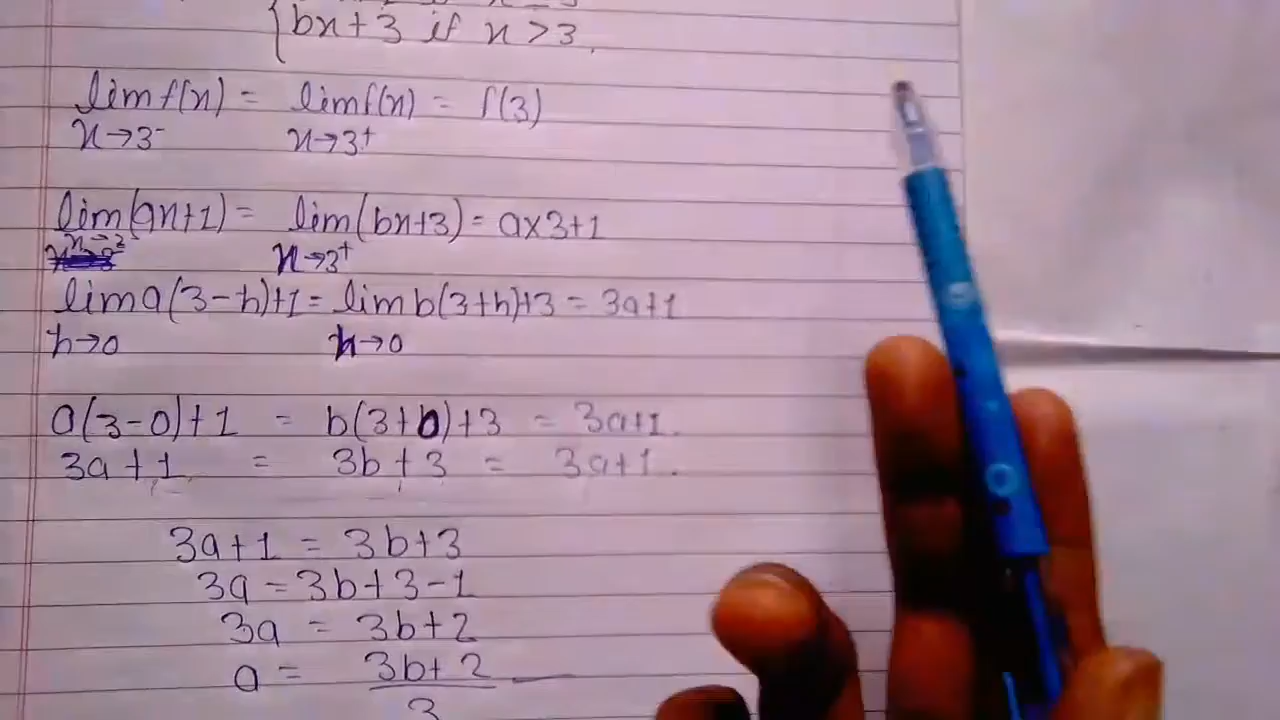 {bx+3 if x>3.
lim f(x) = lim f(x) = f(3)
x→3⁻ x→3⁺
lim(ax+1) = lim(bx+3) = a×3+1
x→3⁺
lim a(3-h)+1 = lim b(3+h)+3 = 3a+1
h→0 h→0
a(3-0)+1 = b(3+0)+3 = 3a+1.
3a+1 = 3b+3 = 3a+1.
3a+1 = 3b+3
3a = 3b+3-1
3a = 3b+2
a = 3b+2
3